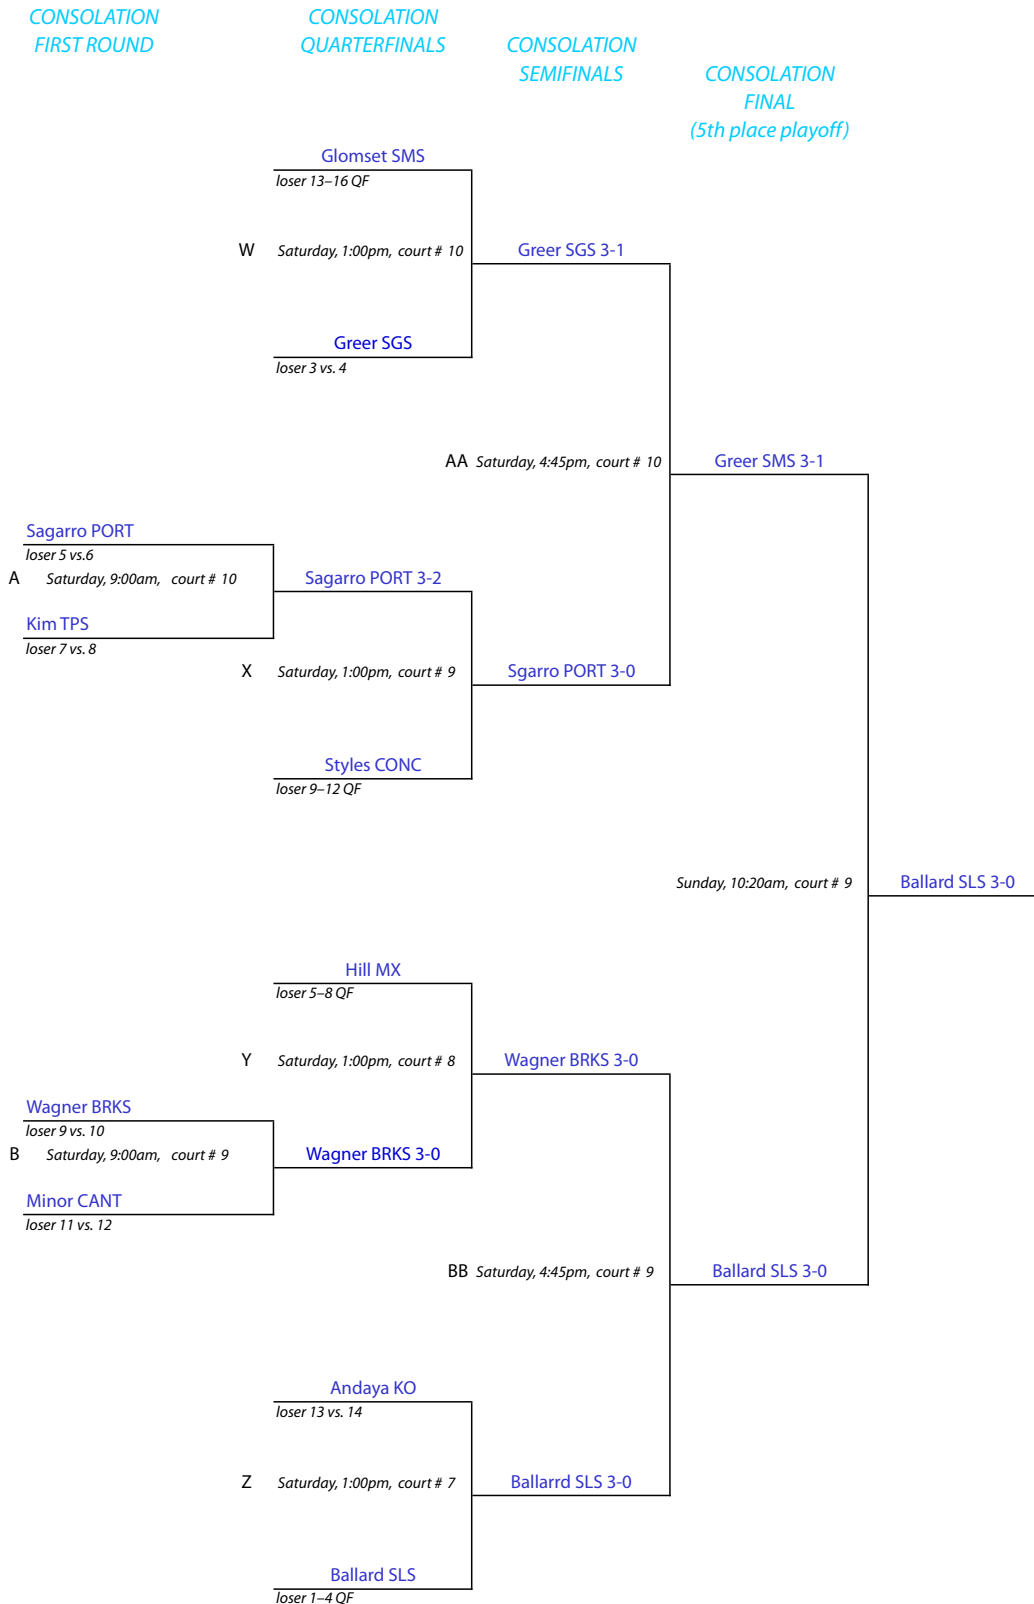 CONSOLATION
FIRST ROUND
CONSOLATION
QUARTERFINALS
CONSOLATION
SEMIFINALS
CONSOLATION
FINAL
(5th place playoff)
Glomset SMS
loser 13–16 QF
W Saturday, 1:00pm, court # 10
Greer SGS 3-1
Greer SGS
loser 3 vs. 4
AA Saturday, 4:45pm, court # 10
Greer SMS 3-1
Sagarro PORT
loser 5 vs.6
A Saturday, 9:00am, court # 10
Sagarro PORT 3-2
Kim TPS
loser 7 vs. 8
X Saturday, 1:00pm, court # 9
Sgarro PORT 3-0
Styles CONC
loser 9–12 QF
Sunday, 10:20am, court # 9
Ballard SLS 3-0
Hill MX
loser 5–8 QF
Y Saturday, 1:00pm, court # 8
Wagner BRKS 3-0
Wagner BRKS
loser 9 vs. 10
B Saturday, 9:00am, court # 9
Wagner BRKS 3-0
Minor CANT
loser 11 vs. 12
BB Saturday, 4:45pm, court # 9
Ballard SLS 3-0
Andaya KO
loser 13 vs. 14
Z Saturday, 1:00pm, court # 7
Ballarrd SLS 3-0
Ballard SLS
loser 1–4 QF